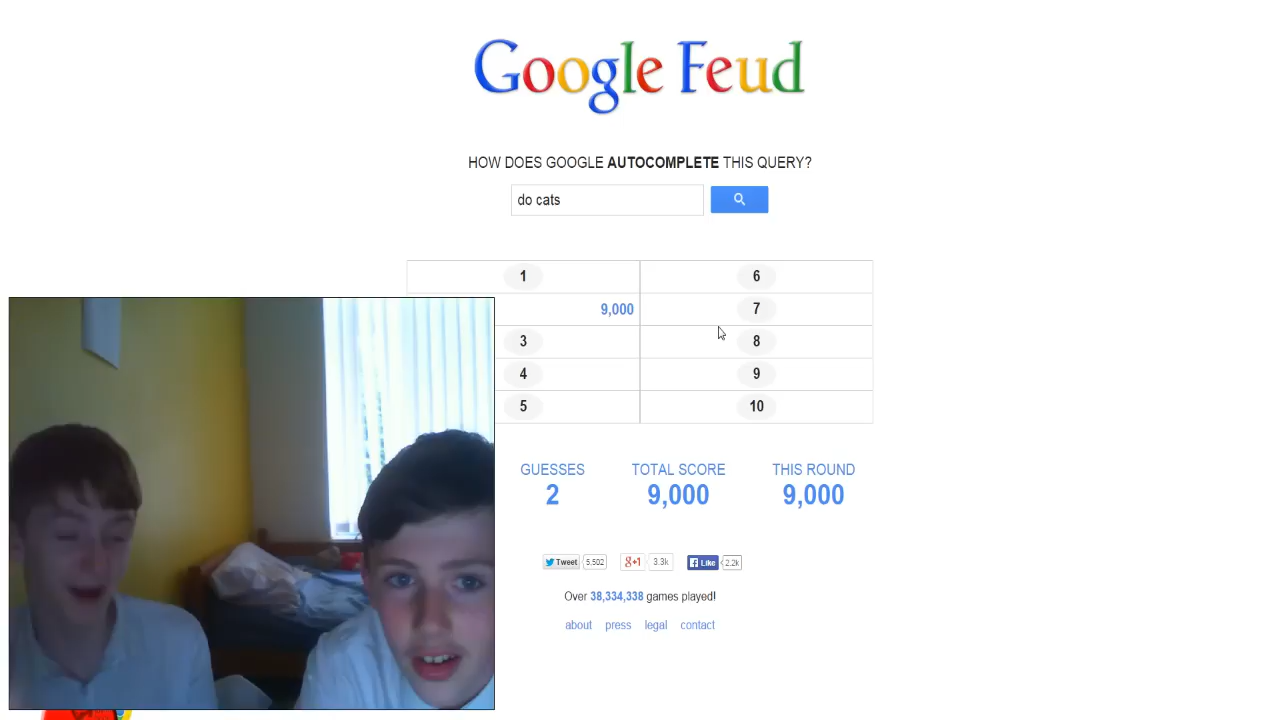 Google Feud
HOW DOES GOOGLE AUTOCOMPLETE THIS QUERY?
do cats
1 6
9,000 7
3 8
4 9
5 10
GUESSES TOTAL SCORE THIS ROUND
2 9,000 9,000
Tweet 5,502 g+1 3.3k Like 2.2k
Over 38,334,338 games played!
about press legal contact